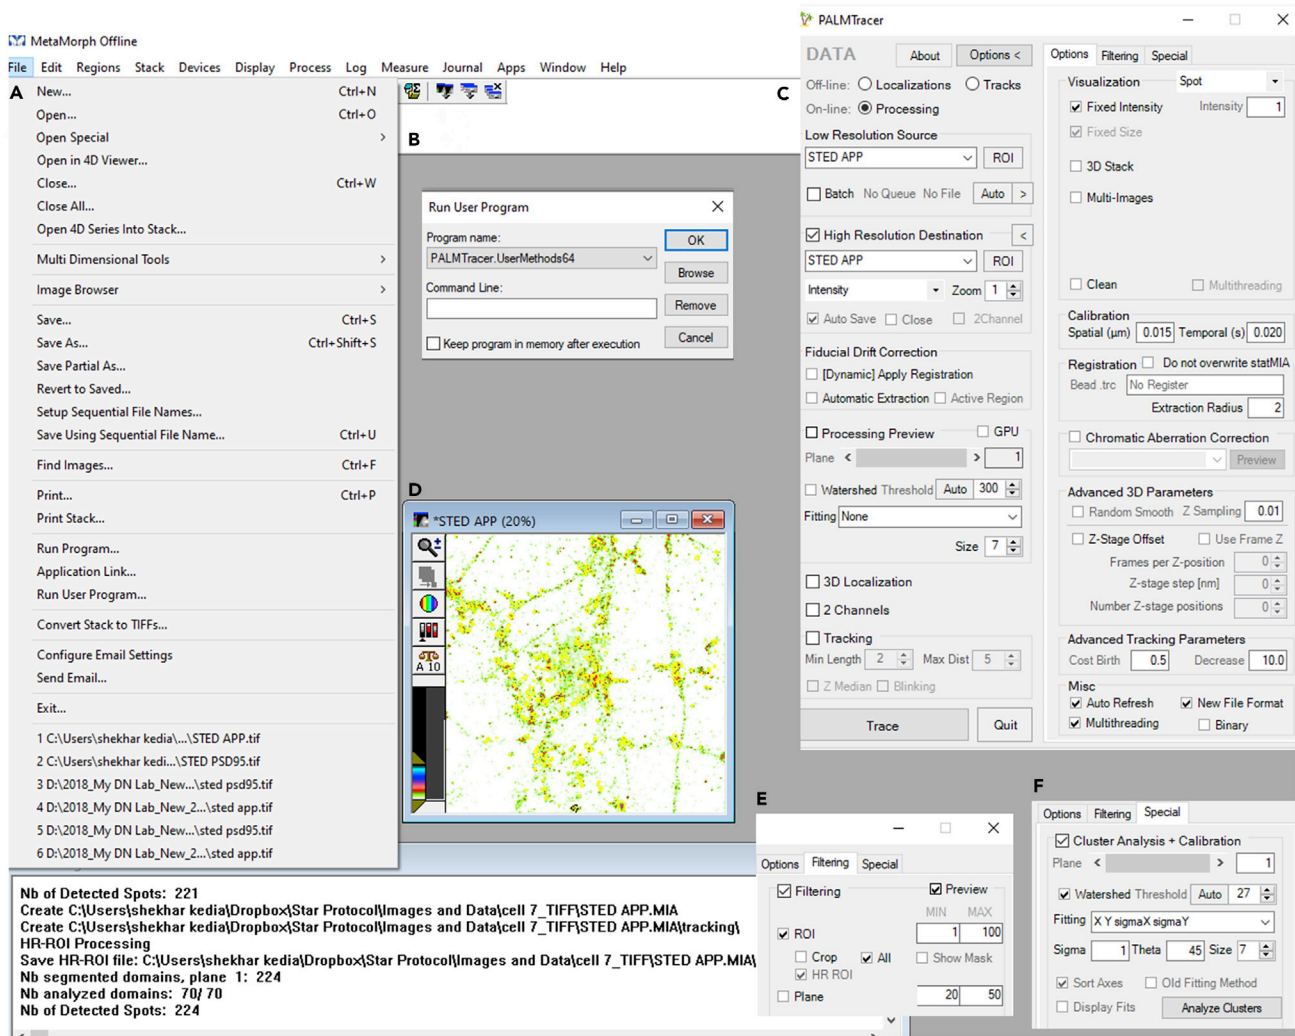 MetaMorph Offline
File Edit Regions Stack Devices Display Process Log Measure Journal Apps Window Help
A
New... Ctrl+N
Open... Ctrl+O
Open Special >
Open in 4D Viewer...
Close... Ctrl+W
Close All...
Open 4D Series Into Stack...
Multi Dimensional Tools >
Image Browser >
Save... Ctrl+S
Save As... Ctrl+Shift+S
Save Partial As...
Revert to Saved...
Setup Sequential File Names...
Save Using Sequential File Name... Ctrl+U
Find Images... Ctrl+F
Print... Ctrl+P
Print Stack...
Run Program...
Application Link...
Run User Program...
Convert Stack to TIFFs...
Configure Email Settings
Send Email...
Exit...
1 C:\Users\shekhar kedia\...\STED APP.tif
2 C:\Users\shekhar kedi...\STED PSD95.tif
3 D:\2018_My DN Lab_New...\sted psd95.tif
4 D:\2018_My DN Lab_New_2...\sted app.tif
5 D:\2018_My DN Lab_New...\sted psd95.tif
6 D:\2018_My DN Lab_New_2...\sted app.tif
Nb of Detected Spots: 221
Create C:\Users\shekhar kedia\Dropbox\Star Protocol\Images and Data\cell 7_TIFF\STED APP.MIA
Create C:\Users\shekhar kedia\Dropbox\Star Protocol\Images and Data\cell 7_TIFF\STED APP.MIA\tracking\
HR-ROI Processing
Save HR-ROI file: C:\Users\shekhar kedia\Dropbox\Star Protocol\Images and Data\cell 7_TIFF\STED APP.MIA\
Nb segmented domains, plane 1: 224
Nb analyzed domains: 70/ 70
Nb of Detected Spots: 224
B
Run User Program
Program name:
PALMTracer.UserMethods64
OK
Browse
Command Line:
Remove
Cancel
Keep program in memory after execution
C
PALMTracer
DATA About Options <
Off-line: Localizations Tracks
On-line: Processing
Low Resolution Source
STED APP ROI
Batch No Queue No File Auto >
High Resolution Destination <
STED APP ROI
Intensity Zoom 1
Auto Save Close 2Channel
Fiducial Drift Correction
[Dynamic] Apply Registration
Automatic Extraction Active Region
Processing Preview GPU
Plane < > 1
Watershed Threshold Auto 300
Fitting None
Size 7
3D Localization
2 Channels
Tracking
Min Length 2 Max Dist 5
Z Median Blinking
Trace Quit
Options Filtering Special
Visualization Spot
Fixed Intensity Intensity 1
Fixed Size
3D Stack
Multi-Images
Clean Multithreading
Calibration
Spatial (µm) 0.015 Temporal (s) 0.020
Registration Do not overwrite statMIA
Bead .trc No Register
Extraction Radius 2
Chromatic Aberration Correction
Preview
Advanced 3D Parameters
Random Smooth Z Sampling 0.01
Z-Stage Offset Use Frame Z
Frames per Z-position 0
Z-stage step [nm] 0
Number Z-stage positions 0
Advanced Tracking Parameters
Cost Birth 0.5 Decrease 10.0
Misc
Auto Refresh New File Format
Multithreading Binary
D
*STED APP (20%)
A 10
E
Options Filtering Special
Filtering Preview
MIN MAX
ROI 1 100
Crop All Show Mask
HR ROI
Plane 20 50
F
Options Filtering Special
Cluster Analysis + Calibration
Plane < > 1
Watershed Threshold Auto 27
Fitting X Y sigmaX sigmaY
Sigma 1 Theta 45 Size 7
Sort Axes Old Fitting Method
Display Fits Analyze Clusters